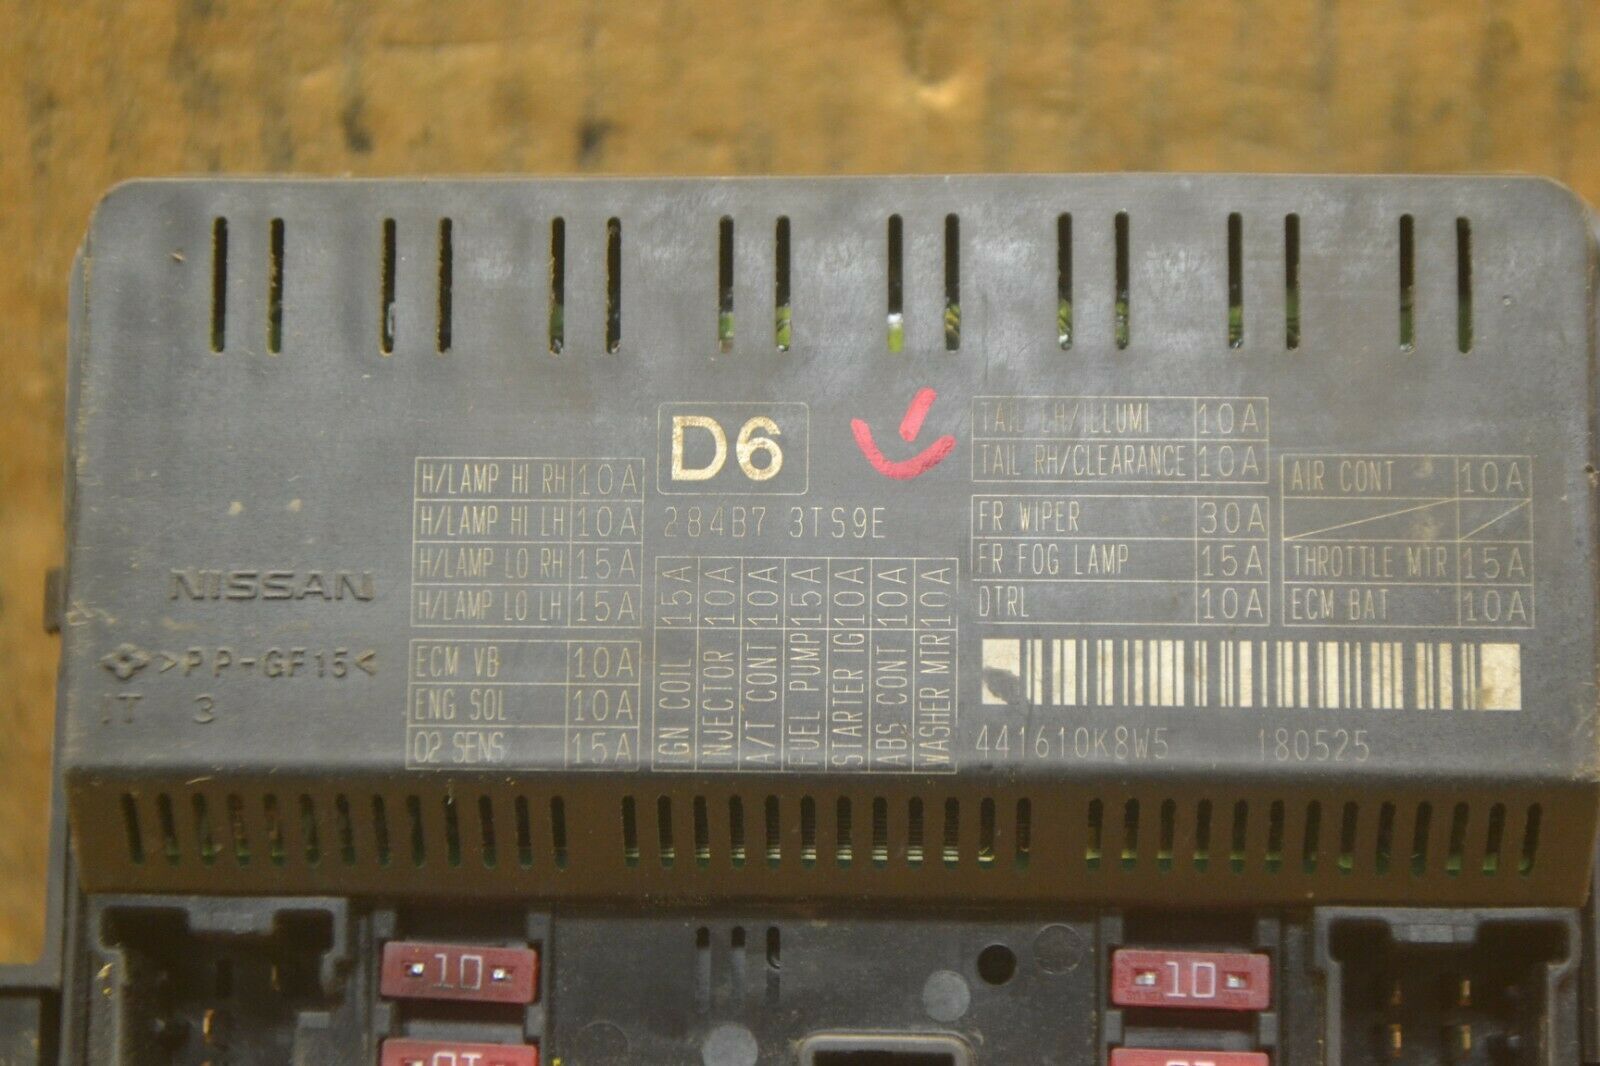 D6
284B7 3TS9E
H/LAMP HI RH 10A
H/LAMP HI LH 10A
H/LAMP LO RH 15A
H/LAMP LO LH 15A
ECM VB 10A
ENG SOL 10A
O2 SENS 15A
IGN COIL 15A
INJECTOR 10A
A/T CONT 10A
FUEL PUMP 15A
STARTER IG 10A
ABS CONT 10A
WASHER MTR 10A
TAIL LH/ILLUMI 10A
TAIL RH/CLEARANCE 10A
FR WIPER 30A
FR FOG LAMP 15A
DTRL 10A
AIR CONT 10A
THROTTLE MTR 15A
ECM BAT 10A
441610K8W5 180525
NISSAN
>PP-GF15<
IT 3
10
10
10
10